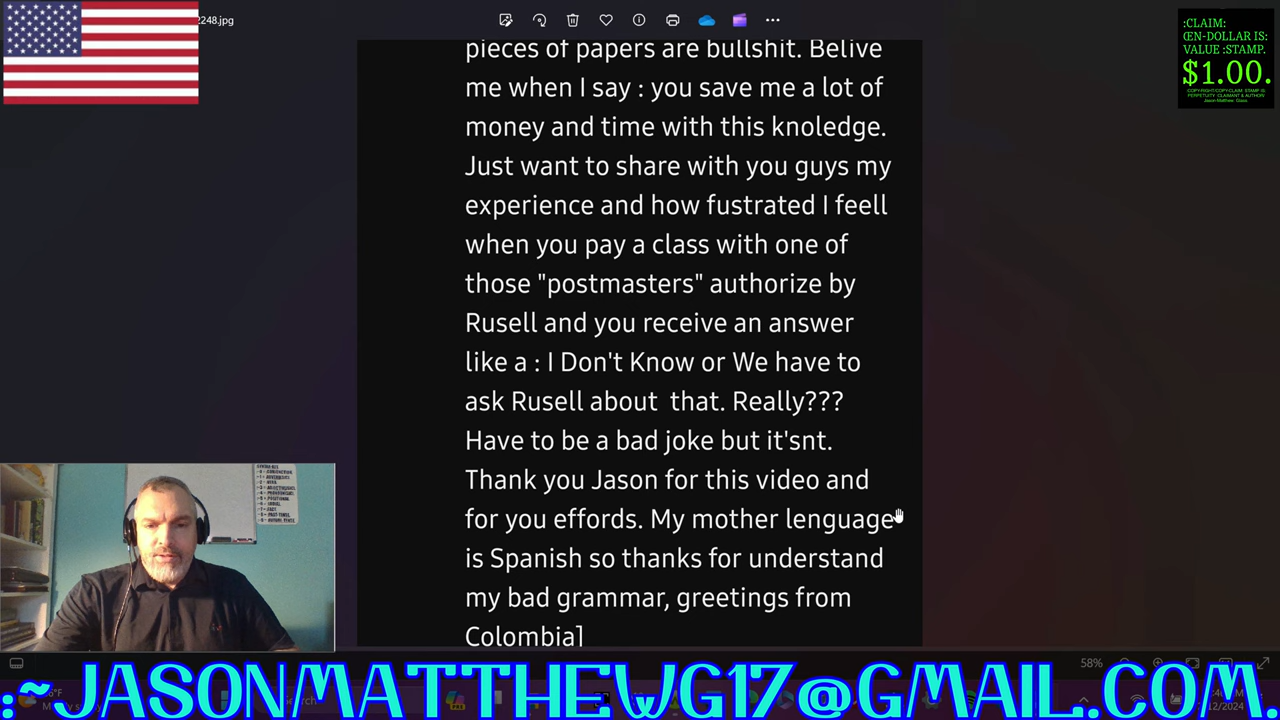 2248.jpg
:CLAIM:
ŒN-DOLLAR IS:
VALUE :STAMP.
$1.00.
Jason Matthew: Glass
pieces of papers are bullshit. Belive
me when I say : you save me a lot of
money and time with this knoledge.
Just want to share with you guys my
experience and how fustrated I feell
when you pay a class with one of
those "postmasters" authorize by
Rusell and you receive an answer
like a : I Don't Know or We have to
ask Rusell about  that. Really???
Have to be a bad joke but it'snt.
Thank you Jason for this video and
for you effords. My mother lenguage
is Spanish so thanks for understand
my bad grammar, greetings from
Colombia]
58%
:~JASONMATTHEWG17@GMAIL.COM.